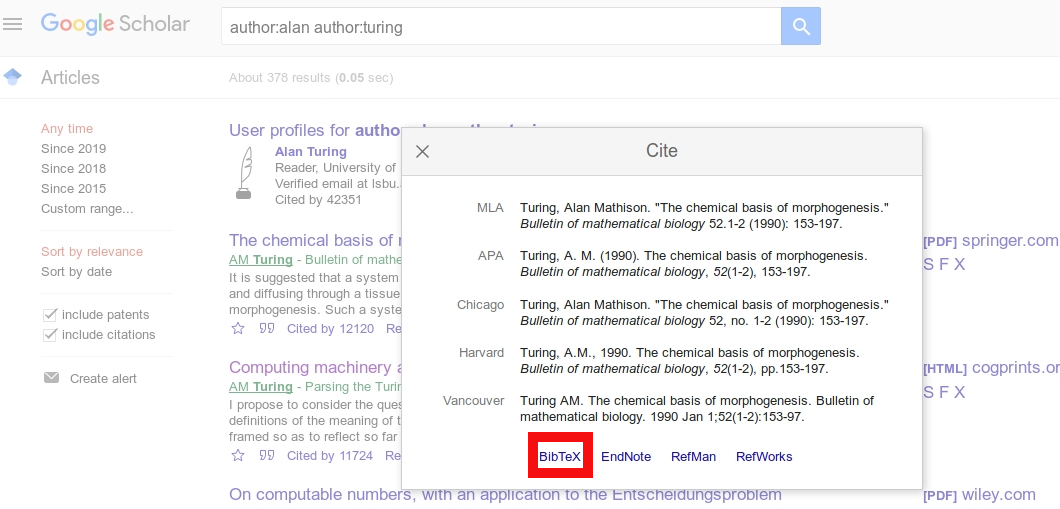 Google Scholar
author:alan author:turing
Articles
About 378 results (0.05 sec)
Any time
Since 2019
Since 2018
Since 2015
Custom range...
Sort by relevance
Sort by date
include patents
include citations
Create alert
User profiles for
Alan Turing
Reader, University of
Verified email at lsbu.
Cited by 42351
The chemical basis of
AM Turing - Bulletin of mathe
It is suggested that a system
and diffusing through a tissue
morphogenesis. Such a syste
Cited by 12120 Re
Computing machinery
AM Turing - Parsing the Turin
I propose to consider the ques
definitions of the meaning of t
framed so as to reflect so far
Cited by 11724 Re
On computable numbers, with an application to the Entscheidungsproblem
Cite
MLA Turing, Alan Mathison. "The chemical basis of morphogenesis."
Bulletin of mathematical biology 52.1-2 (1990): 153-197.
APA Turing, A. M. (1990). The chemical basis of morphogenesis.
Bulletin of mathematical biology, 52(1-2), 153-197.
Chicago Turing, Alan Mathison. "The chemical basis of morphogenesis."
Bulletin of mathematical biology 52, no. 1-2 (1990): 153-197.
Harvard Turing, A.M., 1990. The chemical basis of morphogenesis.
Bulletin of mathematical biology, 52(1-2), pp.153-197.
Vancouver Turing AM. The chemical basis of morphogenesis. Bulletin of
mathematical biology. 1990 Jan 1;52(1-2):153-97.
BibTeX EndNote RefMan RefWorks
[PDF] springer.com
S F X
[HTML] cogprints.or
S F X
[PDF] wiley.com